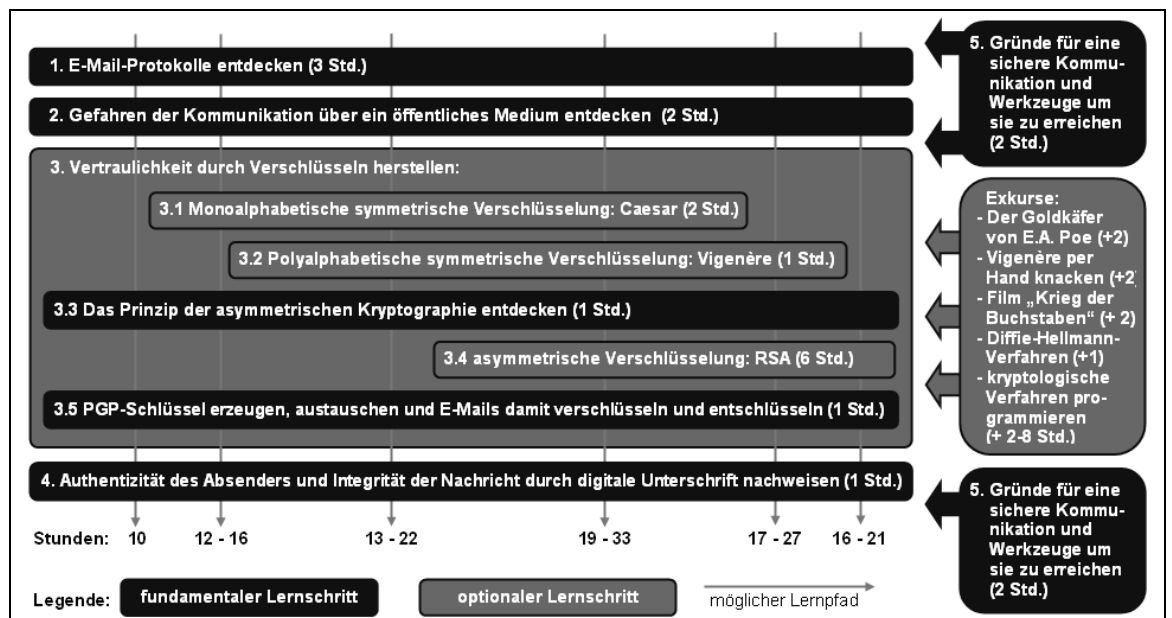 1. E-Mail-Protokolle entdecken (3 Std.)
2. Gefahren der Kommunikation über ein öffentliches Medium entdecken (2 Std.)
3. Vertraulichkeit durch Verschlüsseln herstellen:
3.1 Monoalphabetische symmetrische Verschlüsselung: Caesar (2 Std.)
3.2 Polyalphabetische symmetrische Verschlüsselung: Vigenère (1 Std.)
3.3 Das Prinzip der asymmetrischen Kryptographie entdecken (1 Std.)
3.4 asymmetrische Verschlüsselung: RSA (6 Std.)
3.5 PGP-Schlüssel erzeugen, austauschen und E-Mails damit verschlüseln und entschlüseln (1 Std.)
4. Authentizität des Absenders und Integrität der Nachricht durch digitale Unterschrift nachweisen (1 Std.)
5. Gründe für eine
sichere Kommu-
nikation und
Werkzeuge um
sie zu erreichen
(2 Std.)
Exkurse:
- Der Goldkäfer
von E.A. Poe (+2)
- Vigenère per
Hand knacken (+2)
- Film „Krieg der
Buchstaben“ (+ 2)
- Diffie-Hellmann-
Verfahren (+1)
- kryptologische
Verfahren pro-
grammieren
(+ 2-8 Std.)
5. Gründe für eine
sichere Kommu-
nikation und
Werkzeuge um
sie zu erreichen
(2 Std.)
Stunden: 10 12 - 16 13 - 22 19 - 33 17 - 27 16 - 21
Legende: fundamentaler Lernschritt optionaler Lernschritt möglicher Lernpfad